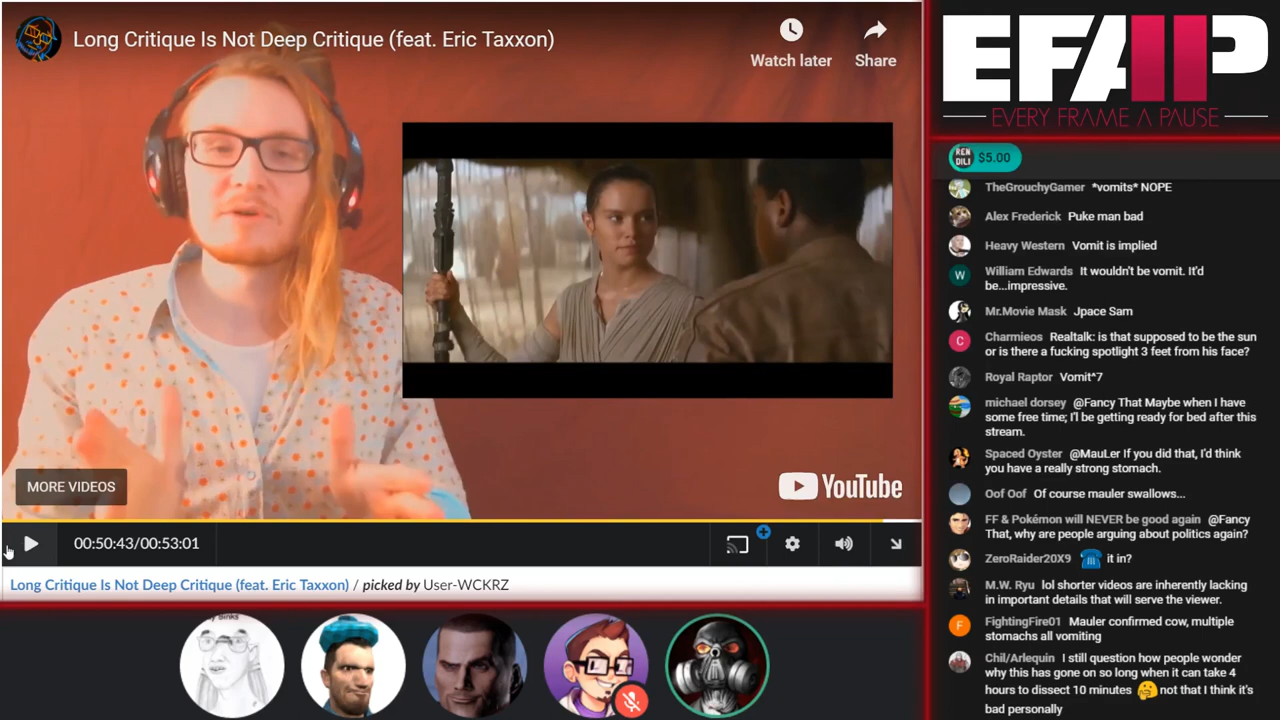 Long Critique Is Not Deep Critique (feat. Eric Taxxon)
Watch later
Share
MORE VIDEOS
YouTube
00:50:43/00:53:01
Long Critique Is Not Deep Critique (feat. Eric Taxxon) / picked by User-WCKRZ
EFAP
EVERY FRAME A PAUSE
REN
DILI
$5.00
TheGrouchyGamer *vomits* NOPE
Alex Frederick Puke man bad
Heavy Western Vomit is implied
W
William Edwards It wouldn't be vomit. It'd
be...impressive.
Mr.Movie Mask Jpace Sam
C
Charmieos Realtalk: is that supposed to be the sun
or is there a fucking spotlight 3 feet from his face?
Royal Raptor Vomit^7
michael dorsey @Fancy That Maybe when I have
some free time; I'll be getting ready for bed after this
stream.
Spaced Oyster @MauLer If you did that, I'd think
you have a really strong stomach.
Oof Oof Of course mauler swallows...
FF & Pokémon will NEVER be good again @Fancy
That, why are people arguing about politics again?
ZeroRaider20X9 it in?
M.W. Ryu lol shorter videos are inherently lacking
in important details that will serve the viewer.
F
FightingFire01 Mauler confirmed cow, multiple
stomachs all vomiting
Chil/Arlequin I still question how people wonder
why this has gone on so long when it can take 4
hours to dissect 10 minutes 🤔 not that I think it's
bad personally